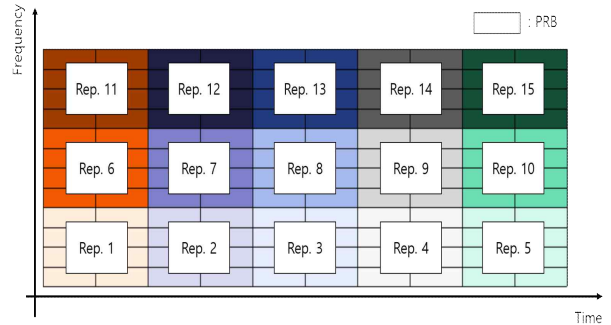 Frequency
: PRB
Rep. 11 Rep. 12 Rep. 13 Rep. 14 Rep. 15
Rep. 6 Rep. 7 Rep. 8 Rep. 9 Rep. 10
Rep. 1 Rep. 2 Rep. 3 Rep. 4 Rep. 5
Time